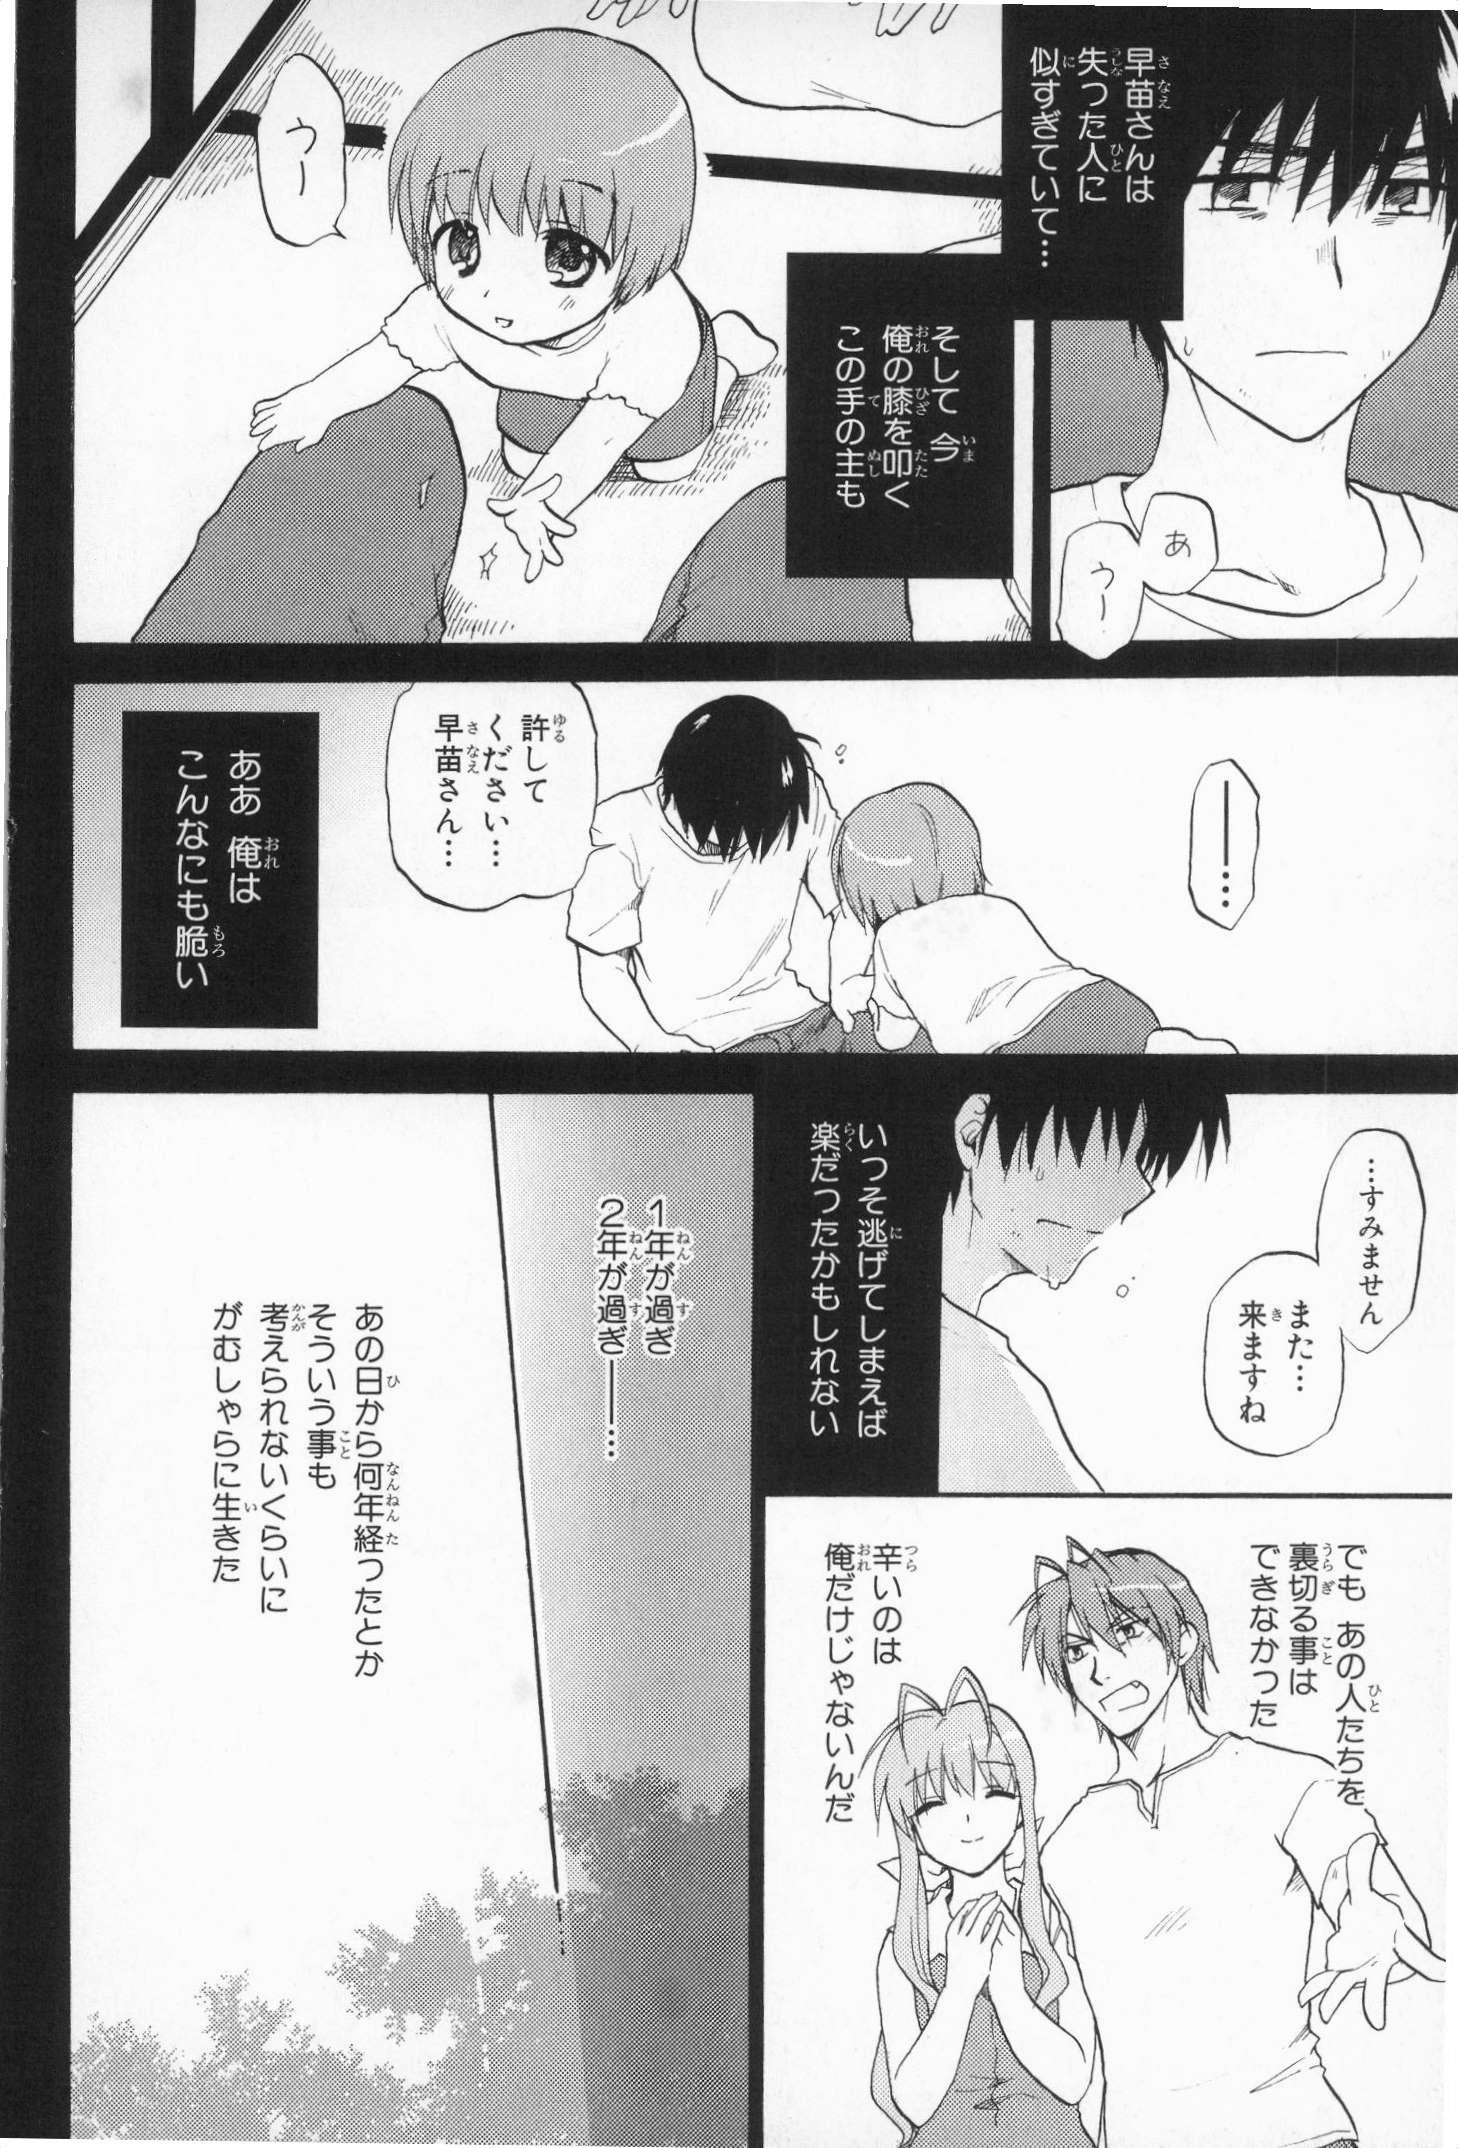 早苗さんは
失った人に
似すぎていて…
あ
うー
そして 今
俺の膝を叩く
この手の主も
うー
───……
許して
ください…
早苗さん…
ああ 俺は
こんなにも脆い
…すみません
また…
来ますね
いっそ逃げてしまえば
楽だったかもしれない
でも あの人たちを
裏切る事は
できなかった
辛いのは
俺だけじゃないんだ
1年が過ぎ
2年が過ぎ───…
あの日から何年経ったとか
そういう事も
考えられないくらいに
がむしゃらに生きた